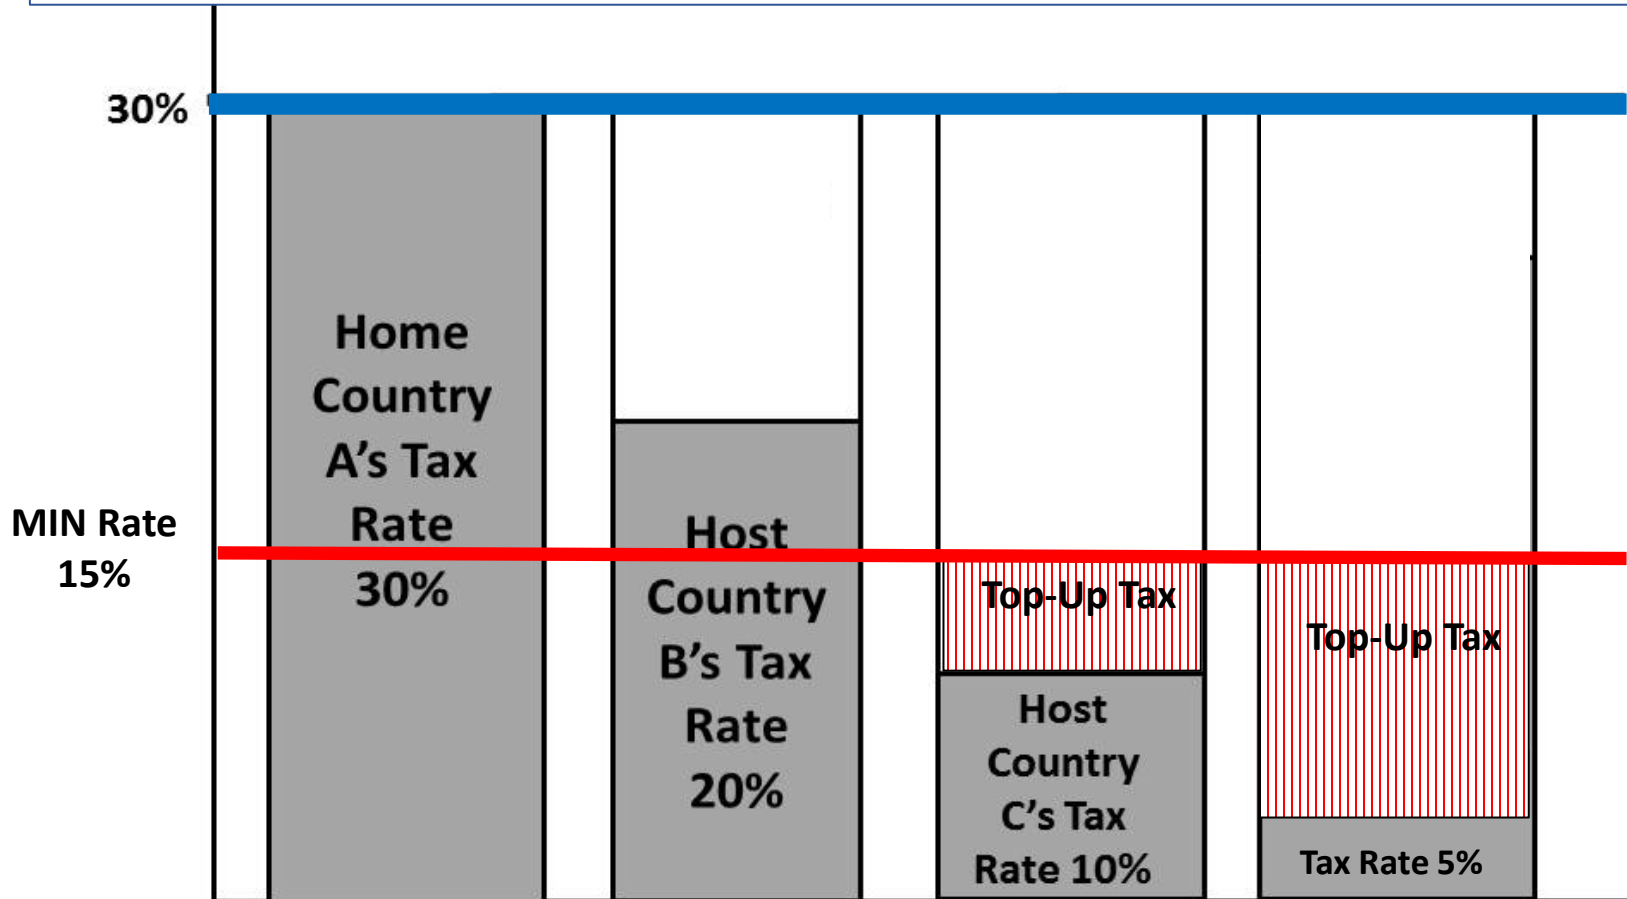 30%
MIN Rate
15%
Home
Country
A’s Tax
Rate
30%
Host
Country
B’s Tax
Rate
20%
Top-Up Tax
Host
Country
C’s Tax
Rate 10%
Top-Up Tax
Tax Rate 5%